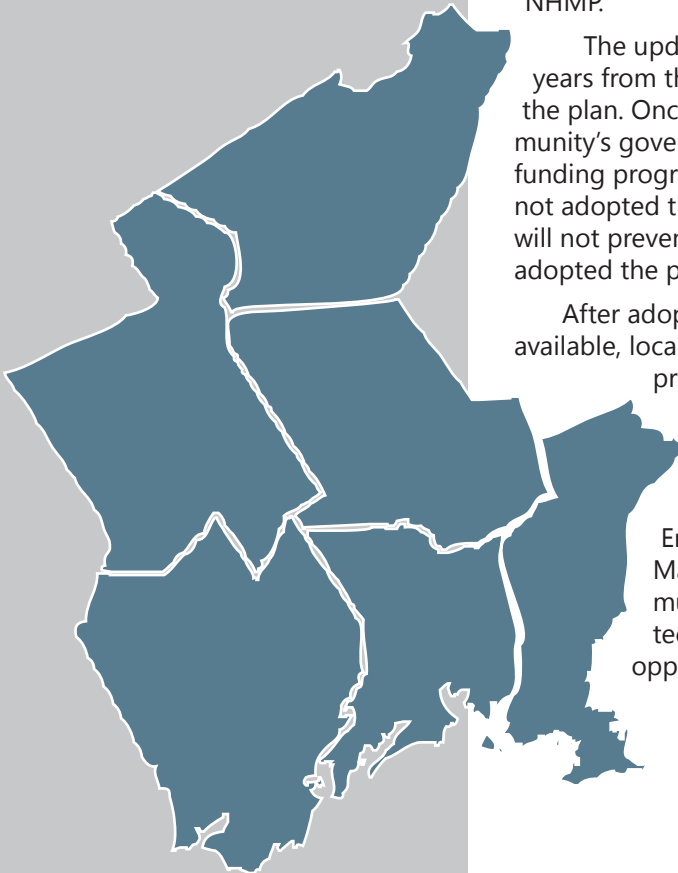 NHMP.
The upd
years from th
the plan. Onc
munity's gove
funding progr
not adopted t
will not preve
adopted the p
After adop
available, loca
pr
En
Ma
mu
tec
opp